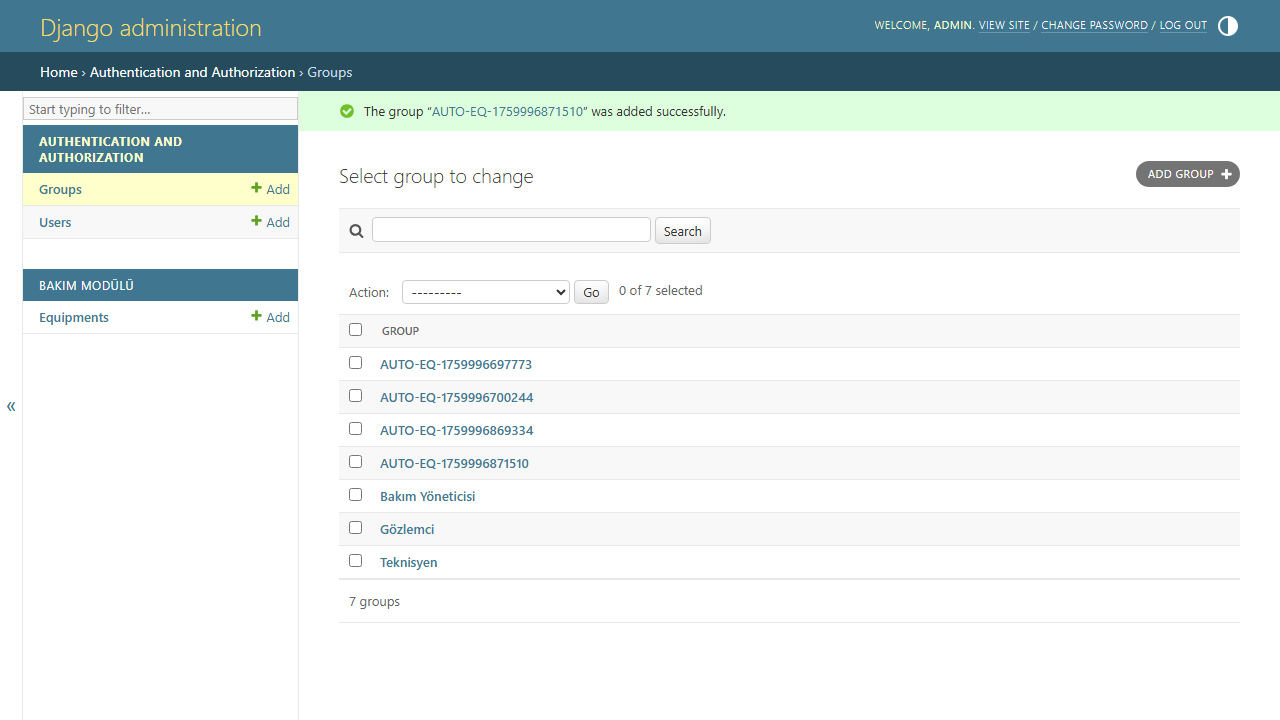 Django administration
WELCOME, ADMIN. VIEW SITE / CHANGE PASSWORD / LOG OUT
Home › Authentication and Authorization › Groups
Start typing to filter...
AUTHENTICATION AND
AUTHORIZATION
Groups
Add
Users
Add
BAKIM MODÜLÜ
Equipments
Add
«
The group “AUTO-EQ-1759996871510” was added successfully.
Select group to change
ADD GROUP
Search
Action:
---------
Go
0 of 7 selected
GROUP
AUTO-EQ-1759996697773
AUTO-EQ-1759996700244
AUTO-EQ-1759996869334
AUTO-EQ-1759996871510
Bakım Yöneticisi
Gözlemci
Teknisyen
7 groups